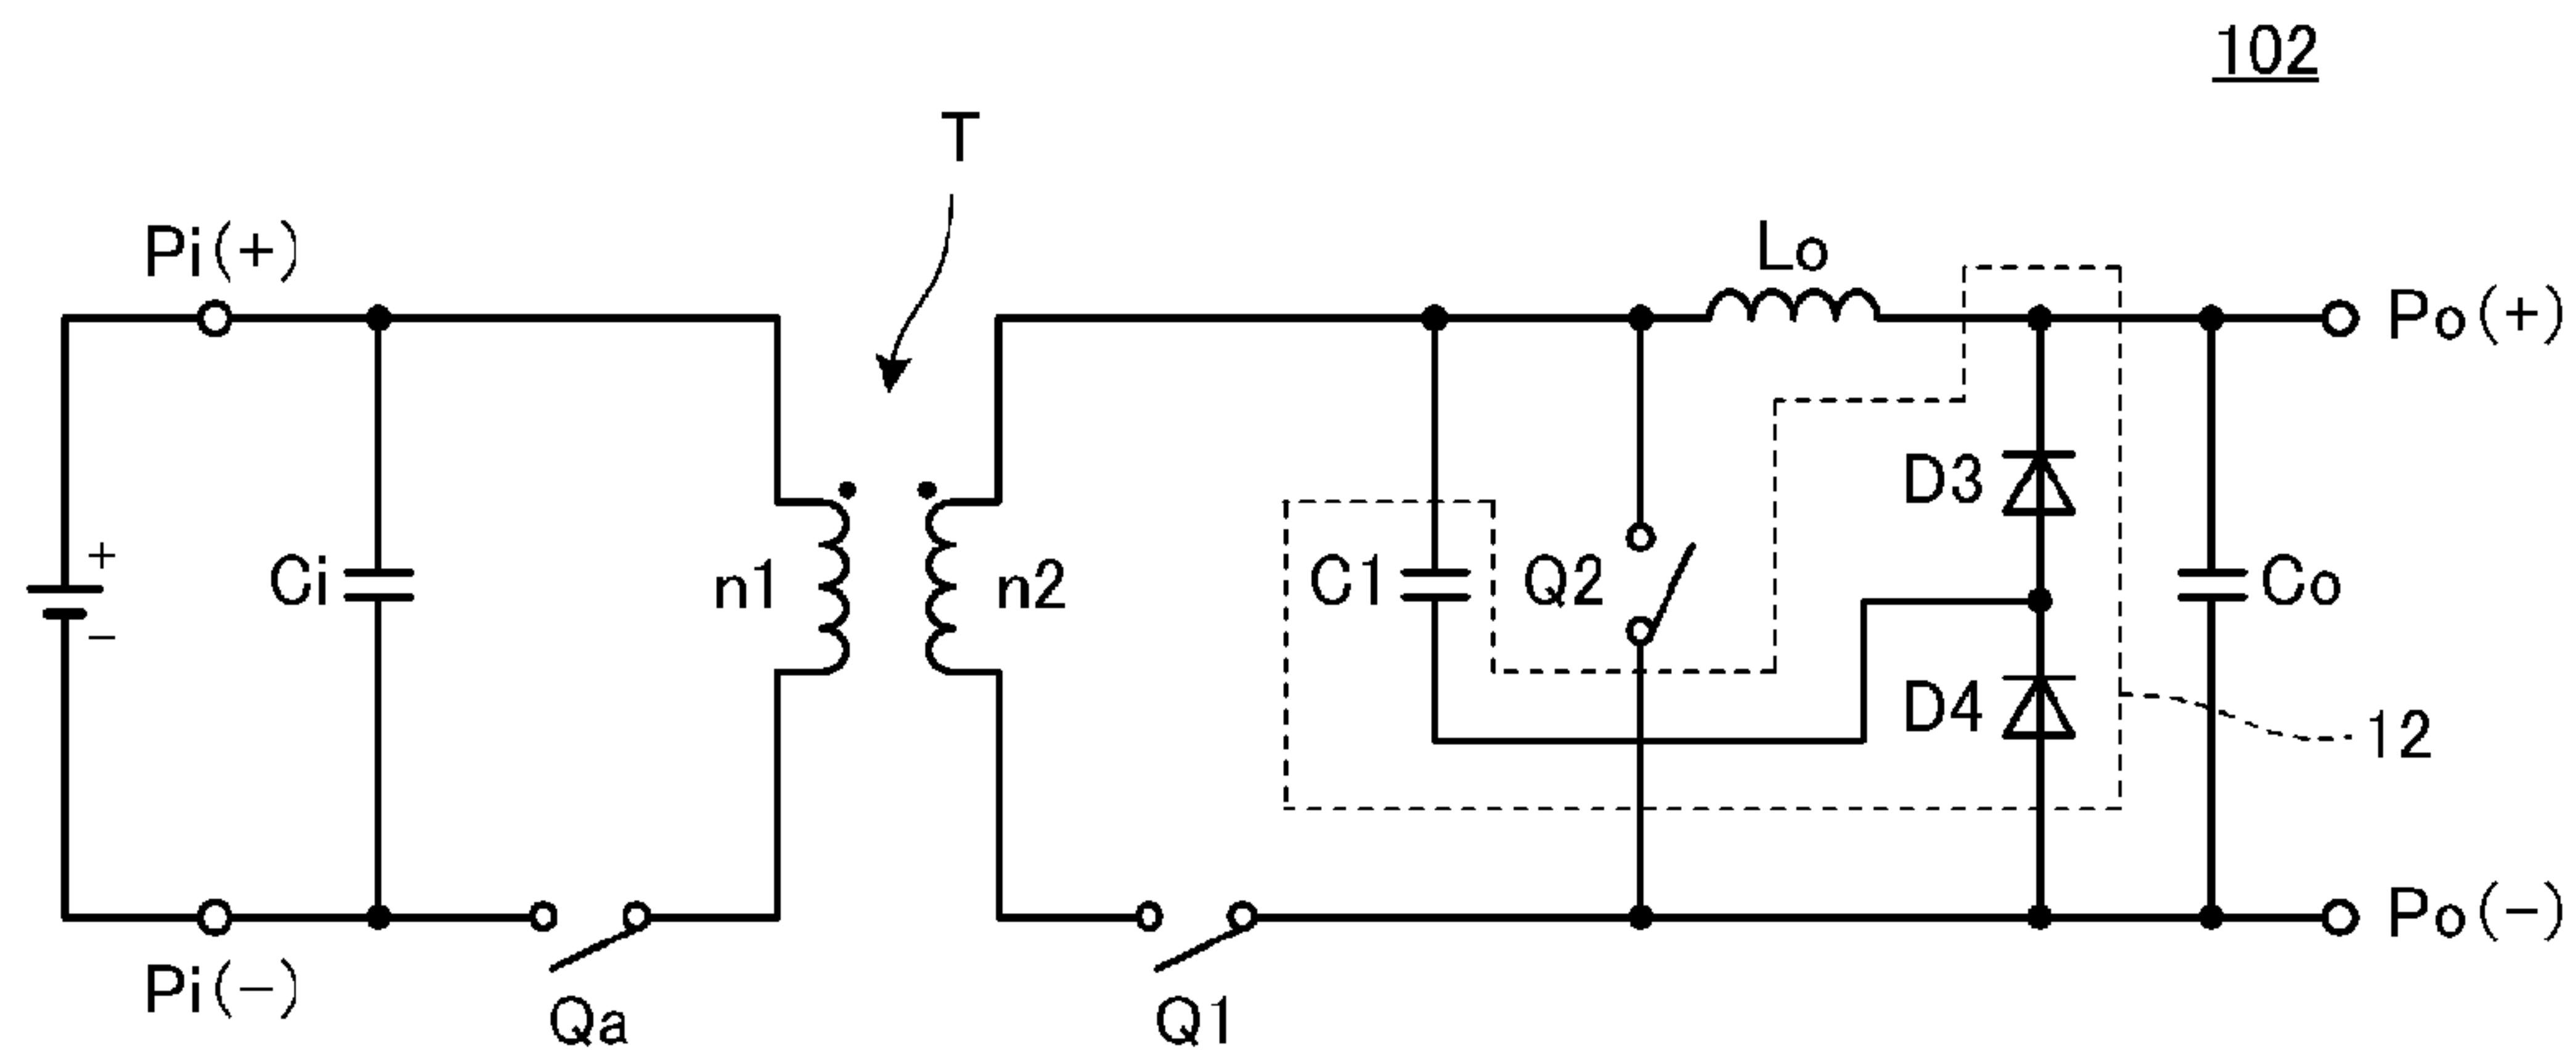 102
T
Pi(+)
Lo
Po(+)
+
Ci
−
n1
n2
C1
Q2
D3
Co
D4
12
Pi(−)
Qa
Q1
Po(−)